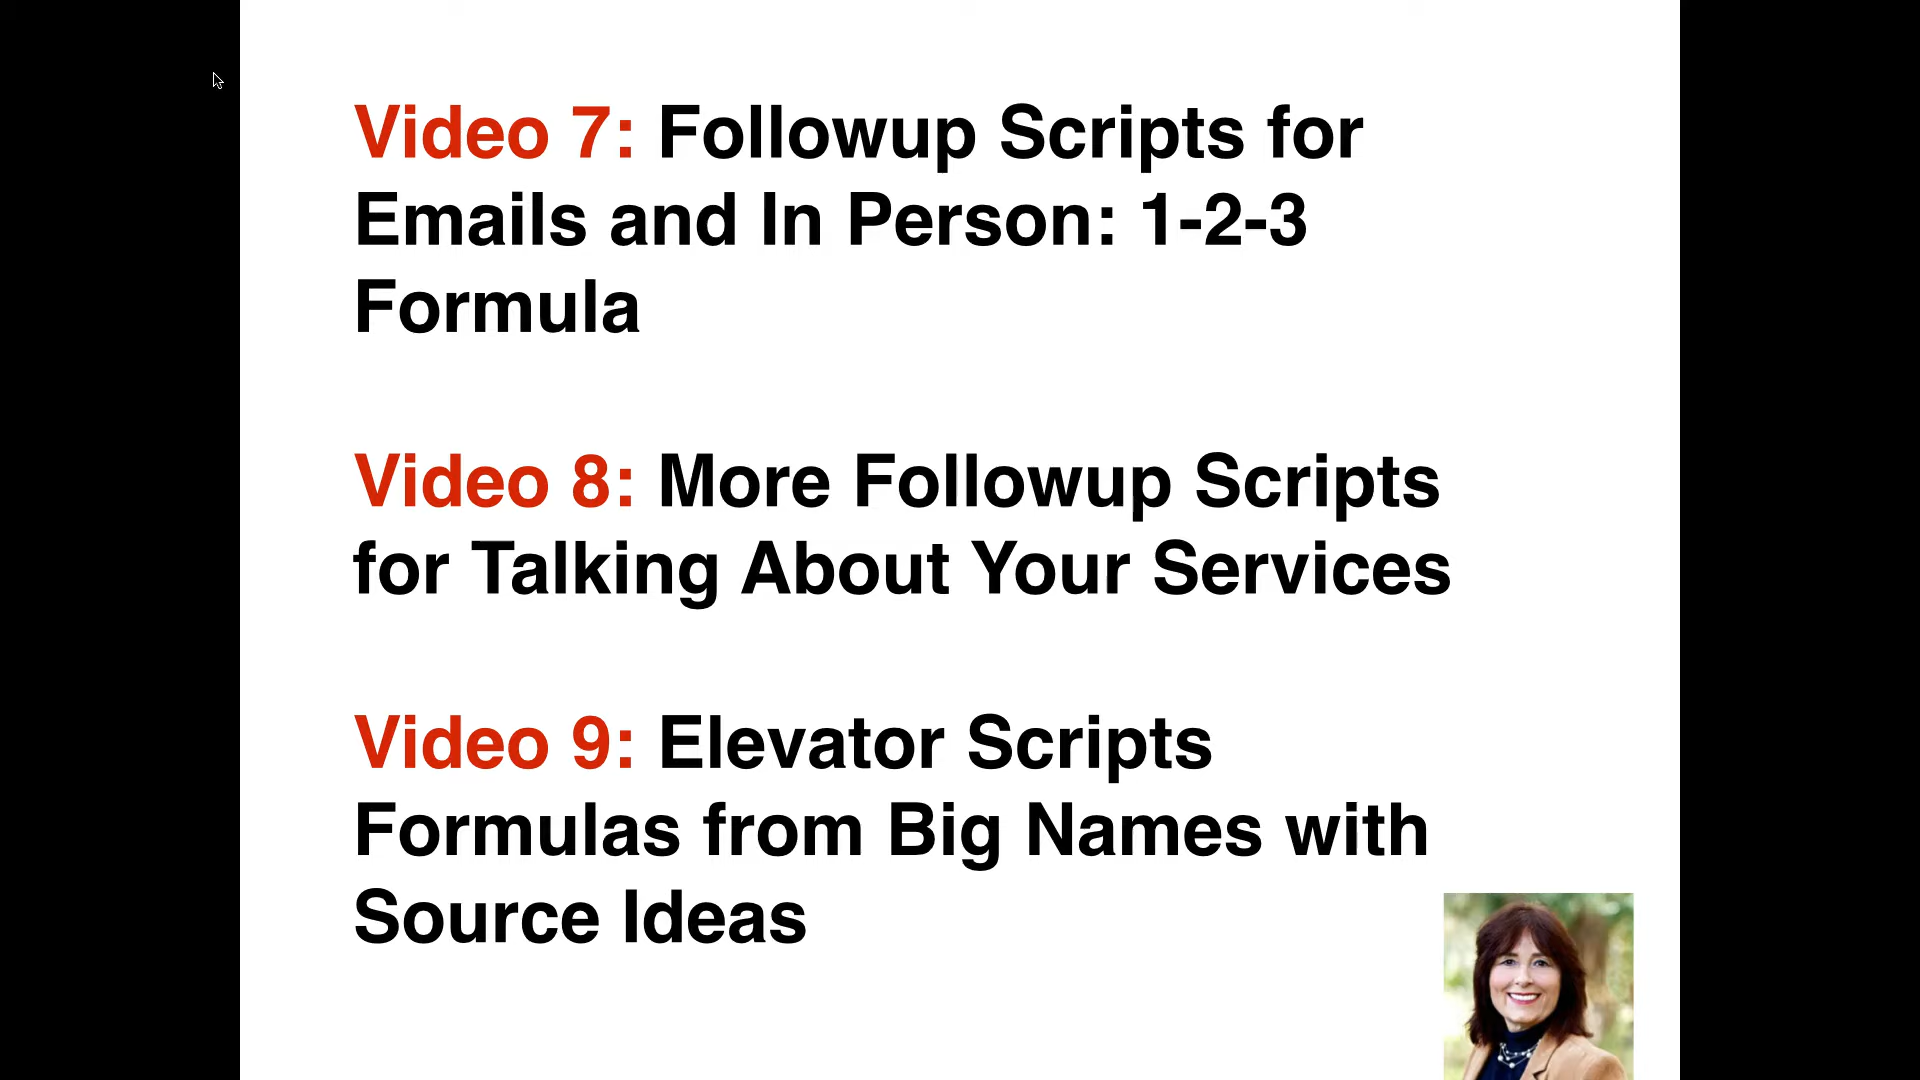 Video 7: Followup Scripts for
Emails and In Person: 1-2-3
Formula
Video 8: More Followup Scripts
for Talking About Your Services
Video 9: Elevator Scripts
Formulas from Big Names with
Source Ideas